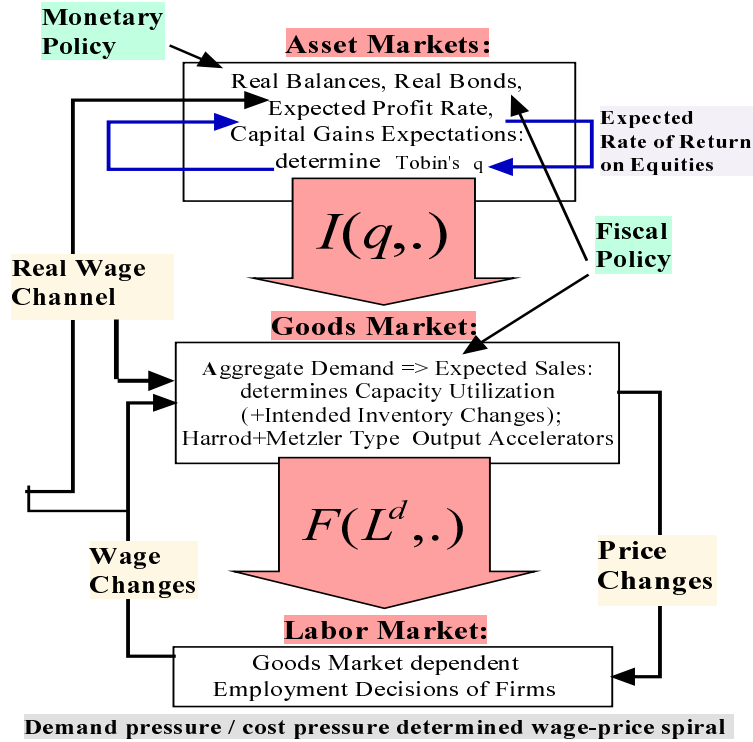 Monetary
Policy
Asset Markets:
Real Balances, Real Bonds,
Expected Profit Rate,
Capital Gains Expectations:
determine Tobin's q
Expected
Rate of Return
on Equities
I(q,.)
Fiscal
Policy
Real Wage
Channel
Goods Market:
Aggregate Demand => Expected Sales:
determines Capacity Utilization
(+Intended Inventory Changes);
Harrod+Metzler Type Output Accelerators
F(L^d,.)
Wage
Changes
Price
Changes
Labor Market:
Goods Market dependent
Employment Decisions of Firms
Demand pressure / cost pressure determined wage-price spiral